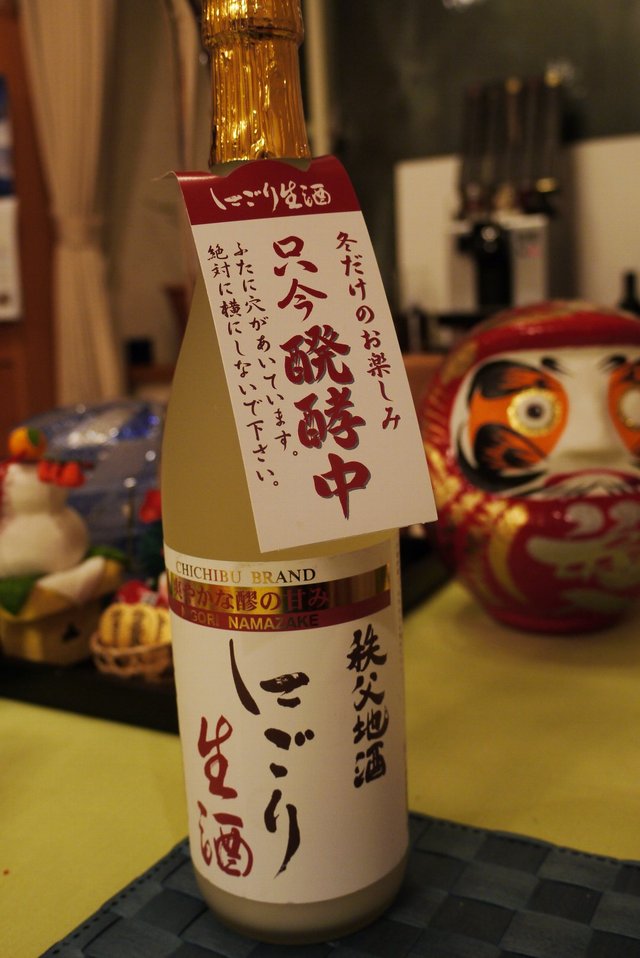 にごり生酒
冬だけのお楽しみ
只今醗酵中
ふたに穴があいています。
絶対に横にしないで下さい。
CHICHIBU BRAND
爽やかな醪の甘み
GORI NAMAZAKE
秩父地酒
にごり
生酒